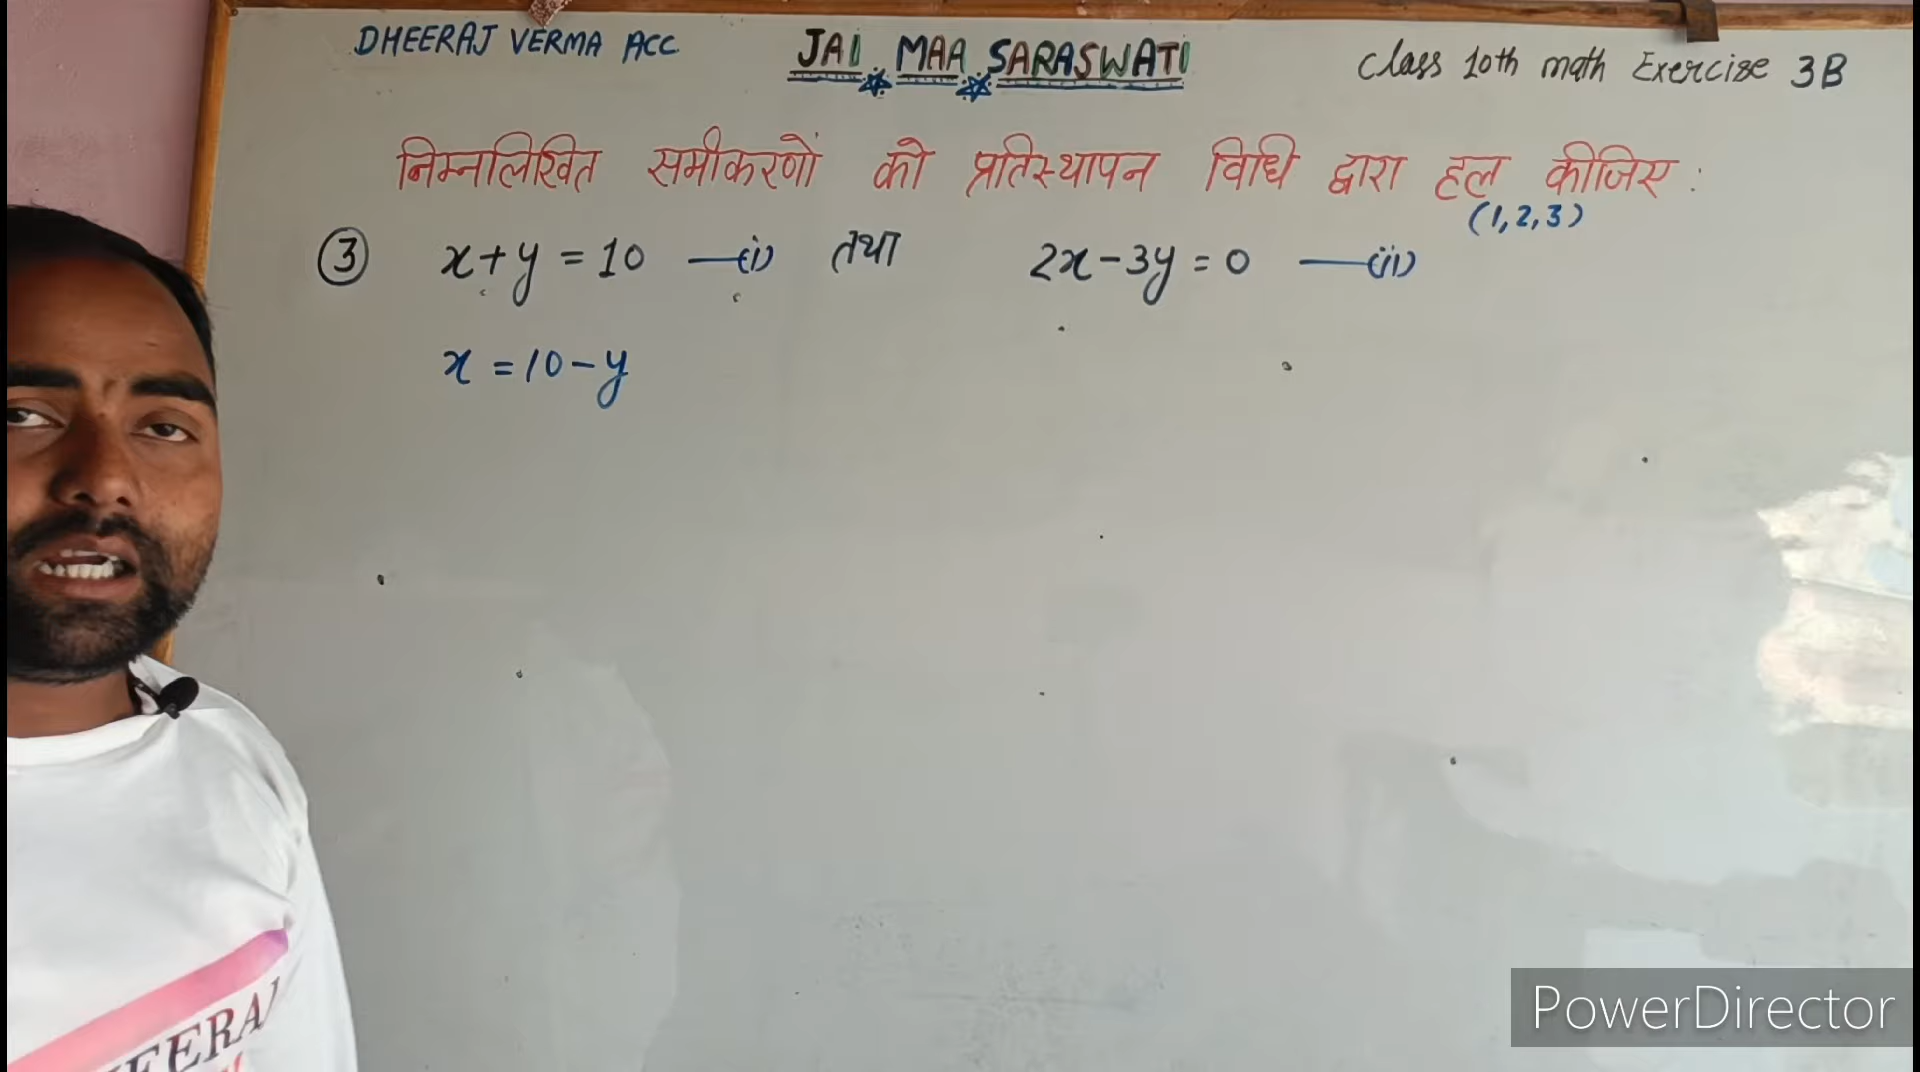 DHEERAJ VERMA ACC
JAI MAA SARASWATI
Class 10th math Exercise 3B
निम्नलिखित समीकरणों को प्रतिस्थापन विधि द्वारा हल कीजिए :
(1,2,3)
③ x+y=10 —(i) तथा 2x-3y=0 —(ii)
x=10-y
PowerDirector